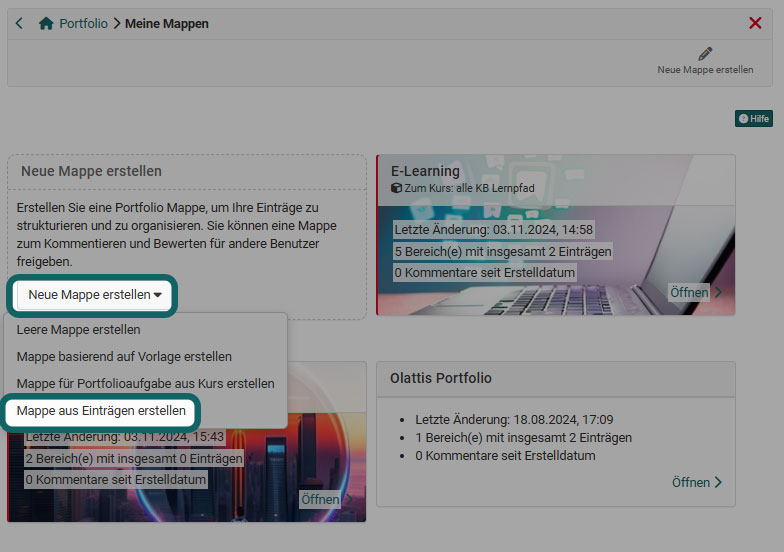 Portfolio > Meine Mappen
Neue Mappe erstellen
Hilfe
Neue Mappe erstellen
Erstellen Sie eine Portfolio Mappe, um Ihre Einträge zu
strukturieren und zu organisieren. Sie können eine Mappe
zum Kommentieren und Bewerten für andere Benutzer
freigeben.
Neue Mappe erstellen
Leere Mappe erstellen
Mappe basierend auf Vorlage erstellen
Mappe für Portfolioaufgabe aus Kurs erstellen
Mappe aus Einträgen erstellen
E-Learning
Zum Kurs: alle KB Lernpfad
Letzte Änderung: 03.11.2024, 14:58
5 Bereich(e) mit insgesamt 2 Einträgen
0 Kommentare seit Erstelldatum
Öffnen
Letzte Änderung: 03.11.2024, 15:43
2 Bereich(e) mit insgesamt 0 Einträgen
0 Kommentare seit Erstelldatum
Öffnen
Olattis Portfolio
Letzte Änderung: 18.08.2024, 17:09
1 Bereich(e) mit insgesamt 2 Einträgen
0 Kommentare seit Erstelldatum
Öffnen